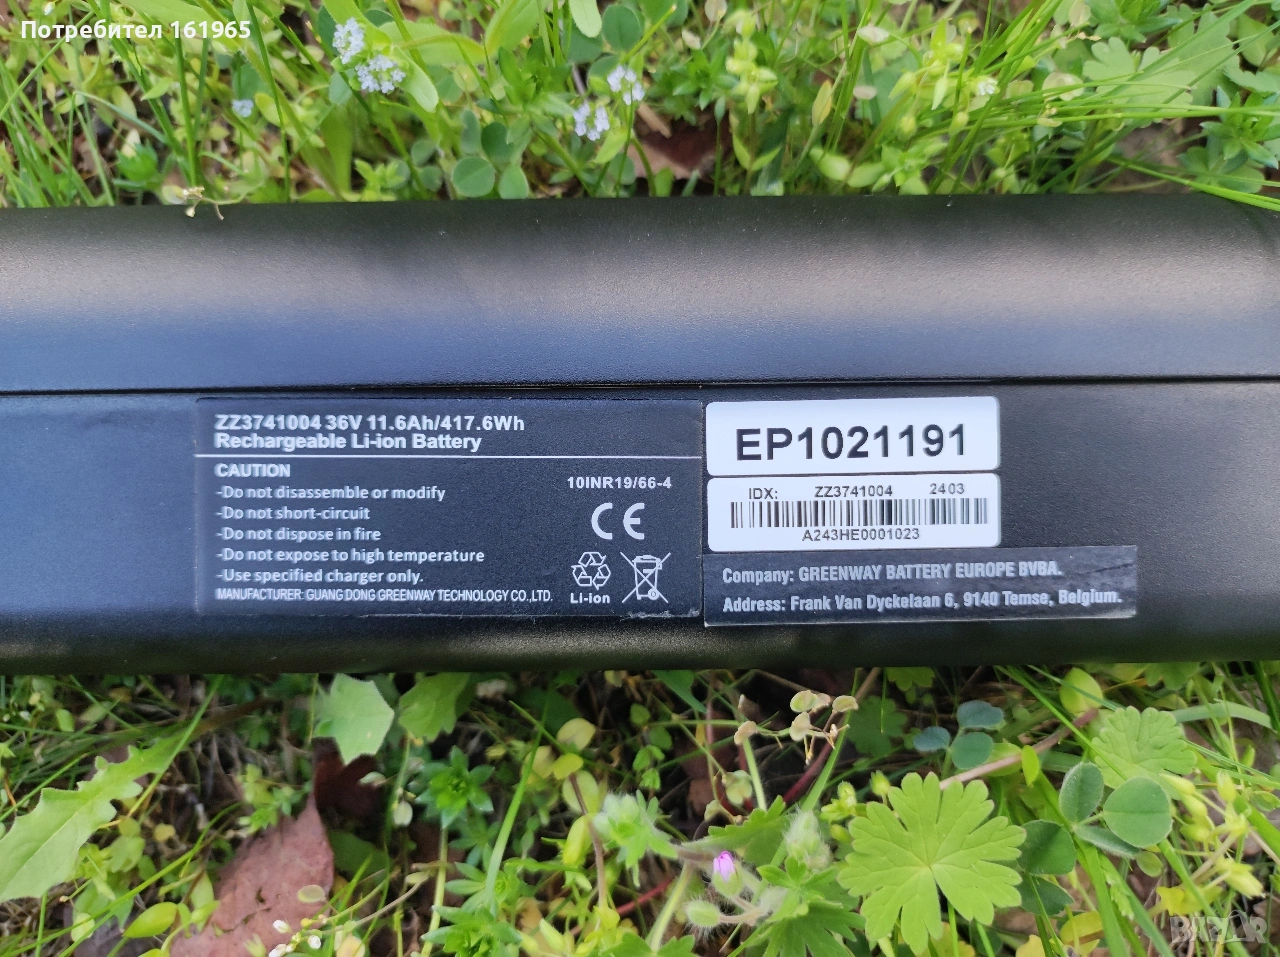 Потребител 161965
ZZ3741004 36V 11.6Ah/417.6Wh
Rechargeable Li-ion Battery
CAUTION
-Do not disassemble or modify
-Do not short-circuit
-Do not dispose in fire
-Do not expose to high temperature
-Use specified charger only.
MANUFACTURER: GUANG DONG GREENWAY TECHNOLOGY CO., LTD.
10INR19/66-4
CE
Li-ion
EP1021191
IDX: ZZ3741004 2403
A243HE0001023
Company: GREENWAY BATTERY EUROPE BVBA.
Address: Frank Van Dyckelaan 6, 9140 Temse, Belgium.
BAZAR